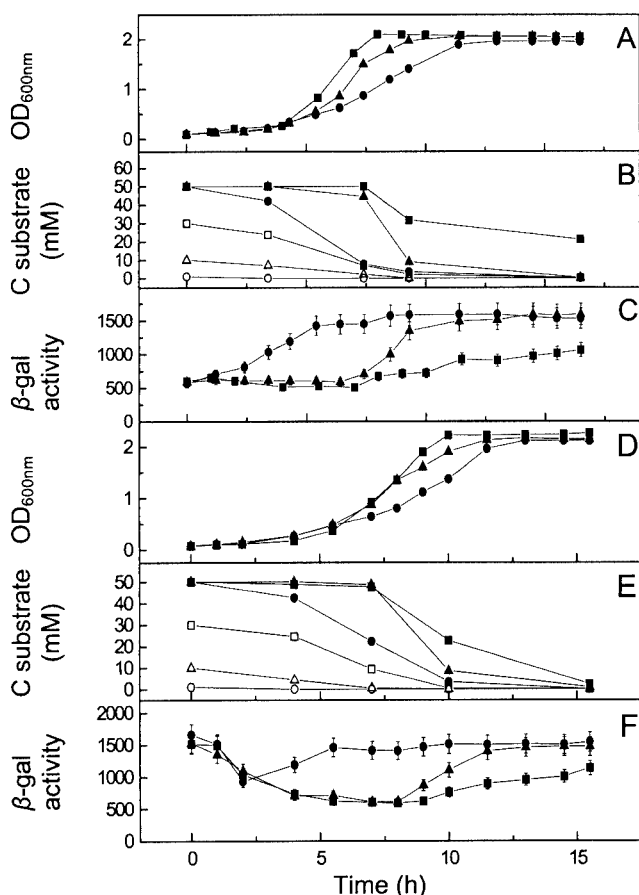 A
2
1
0
OD600nm
B
60
50
40
30
20
10
0
C substrate
(mM)
C
1500
1000
500
0
β-gal
activity
D
2
1
0
OD600nm
E
50
40
30
20
10
0
C substrate
(mM)
F
2000
1500
1000
500
0
β-gal
activity
0 5 10 15
Time (h)